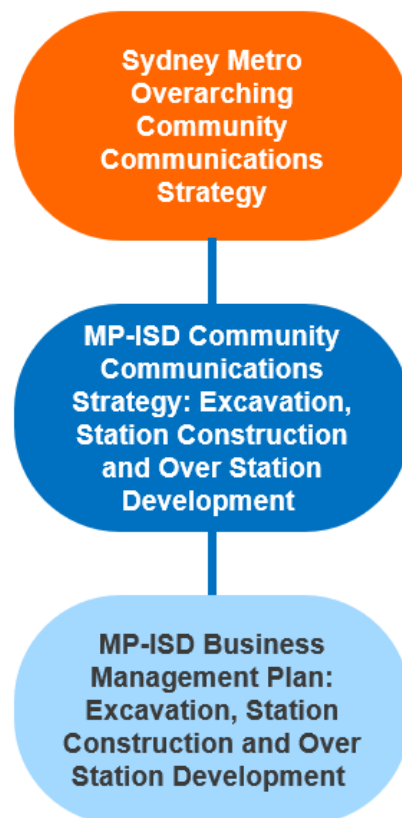 Sydney Metro
Overarching
Community
Communications
Strategy
MP-ISD Community
Communications
Strategy: Excavation,
Station Construction
and Over Station
Development
MP-ISD Business
Management Plan:
Excavation, Station
Construction and Over
Station Development